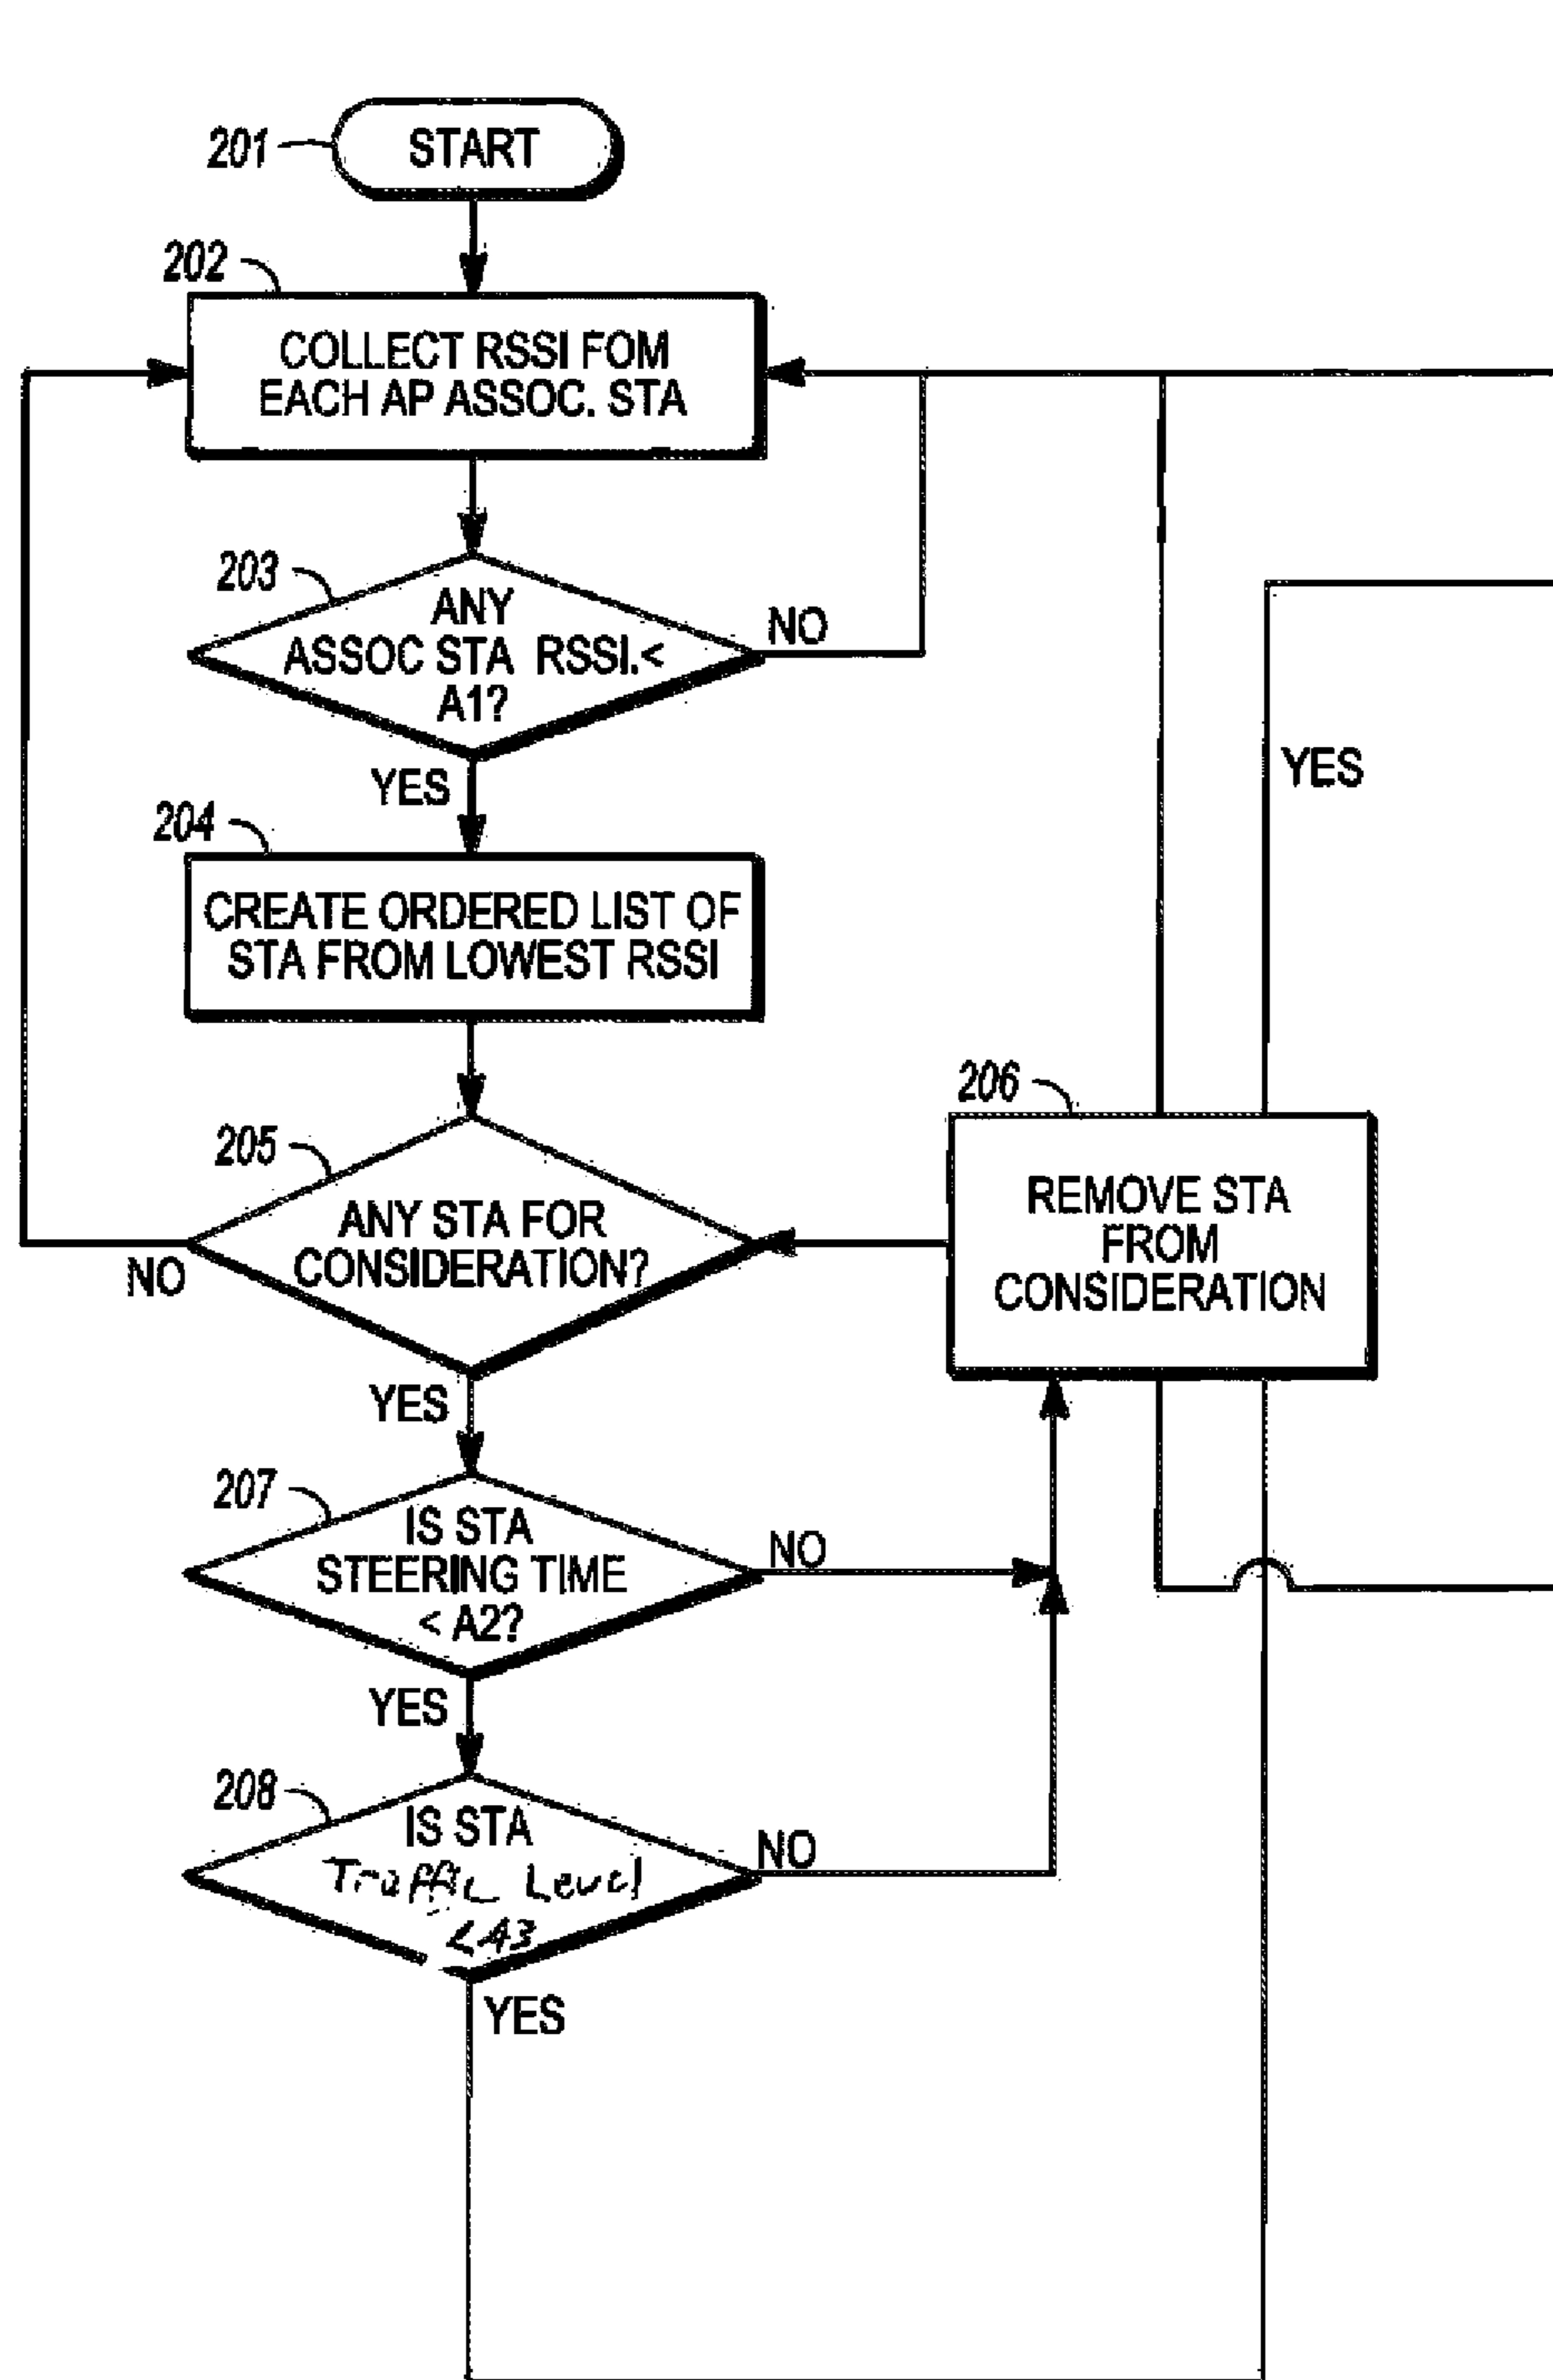 201
START
202
COLLECT RSSI FOM
EACH AP ASSOC. STA
203
ANY
ASSOC STA RSSI.<
A1?
NO
YES
YES
204
CREATE ORDERED LIST OF
STA FROM LOWEST RSSI
205
ANY STA FOR
CONSIDERATION?
NO
206
REMOVE STA
FROM
CONSIDERATION
YES
207
IS STA
STEERING TIME
< A2?
NO
YES
208
IS STA
Traffic Level
<A3
NO
YES